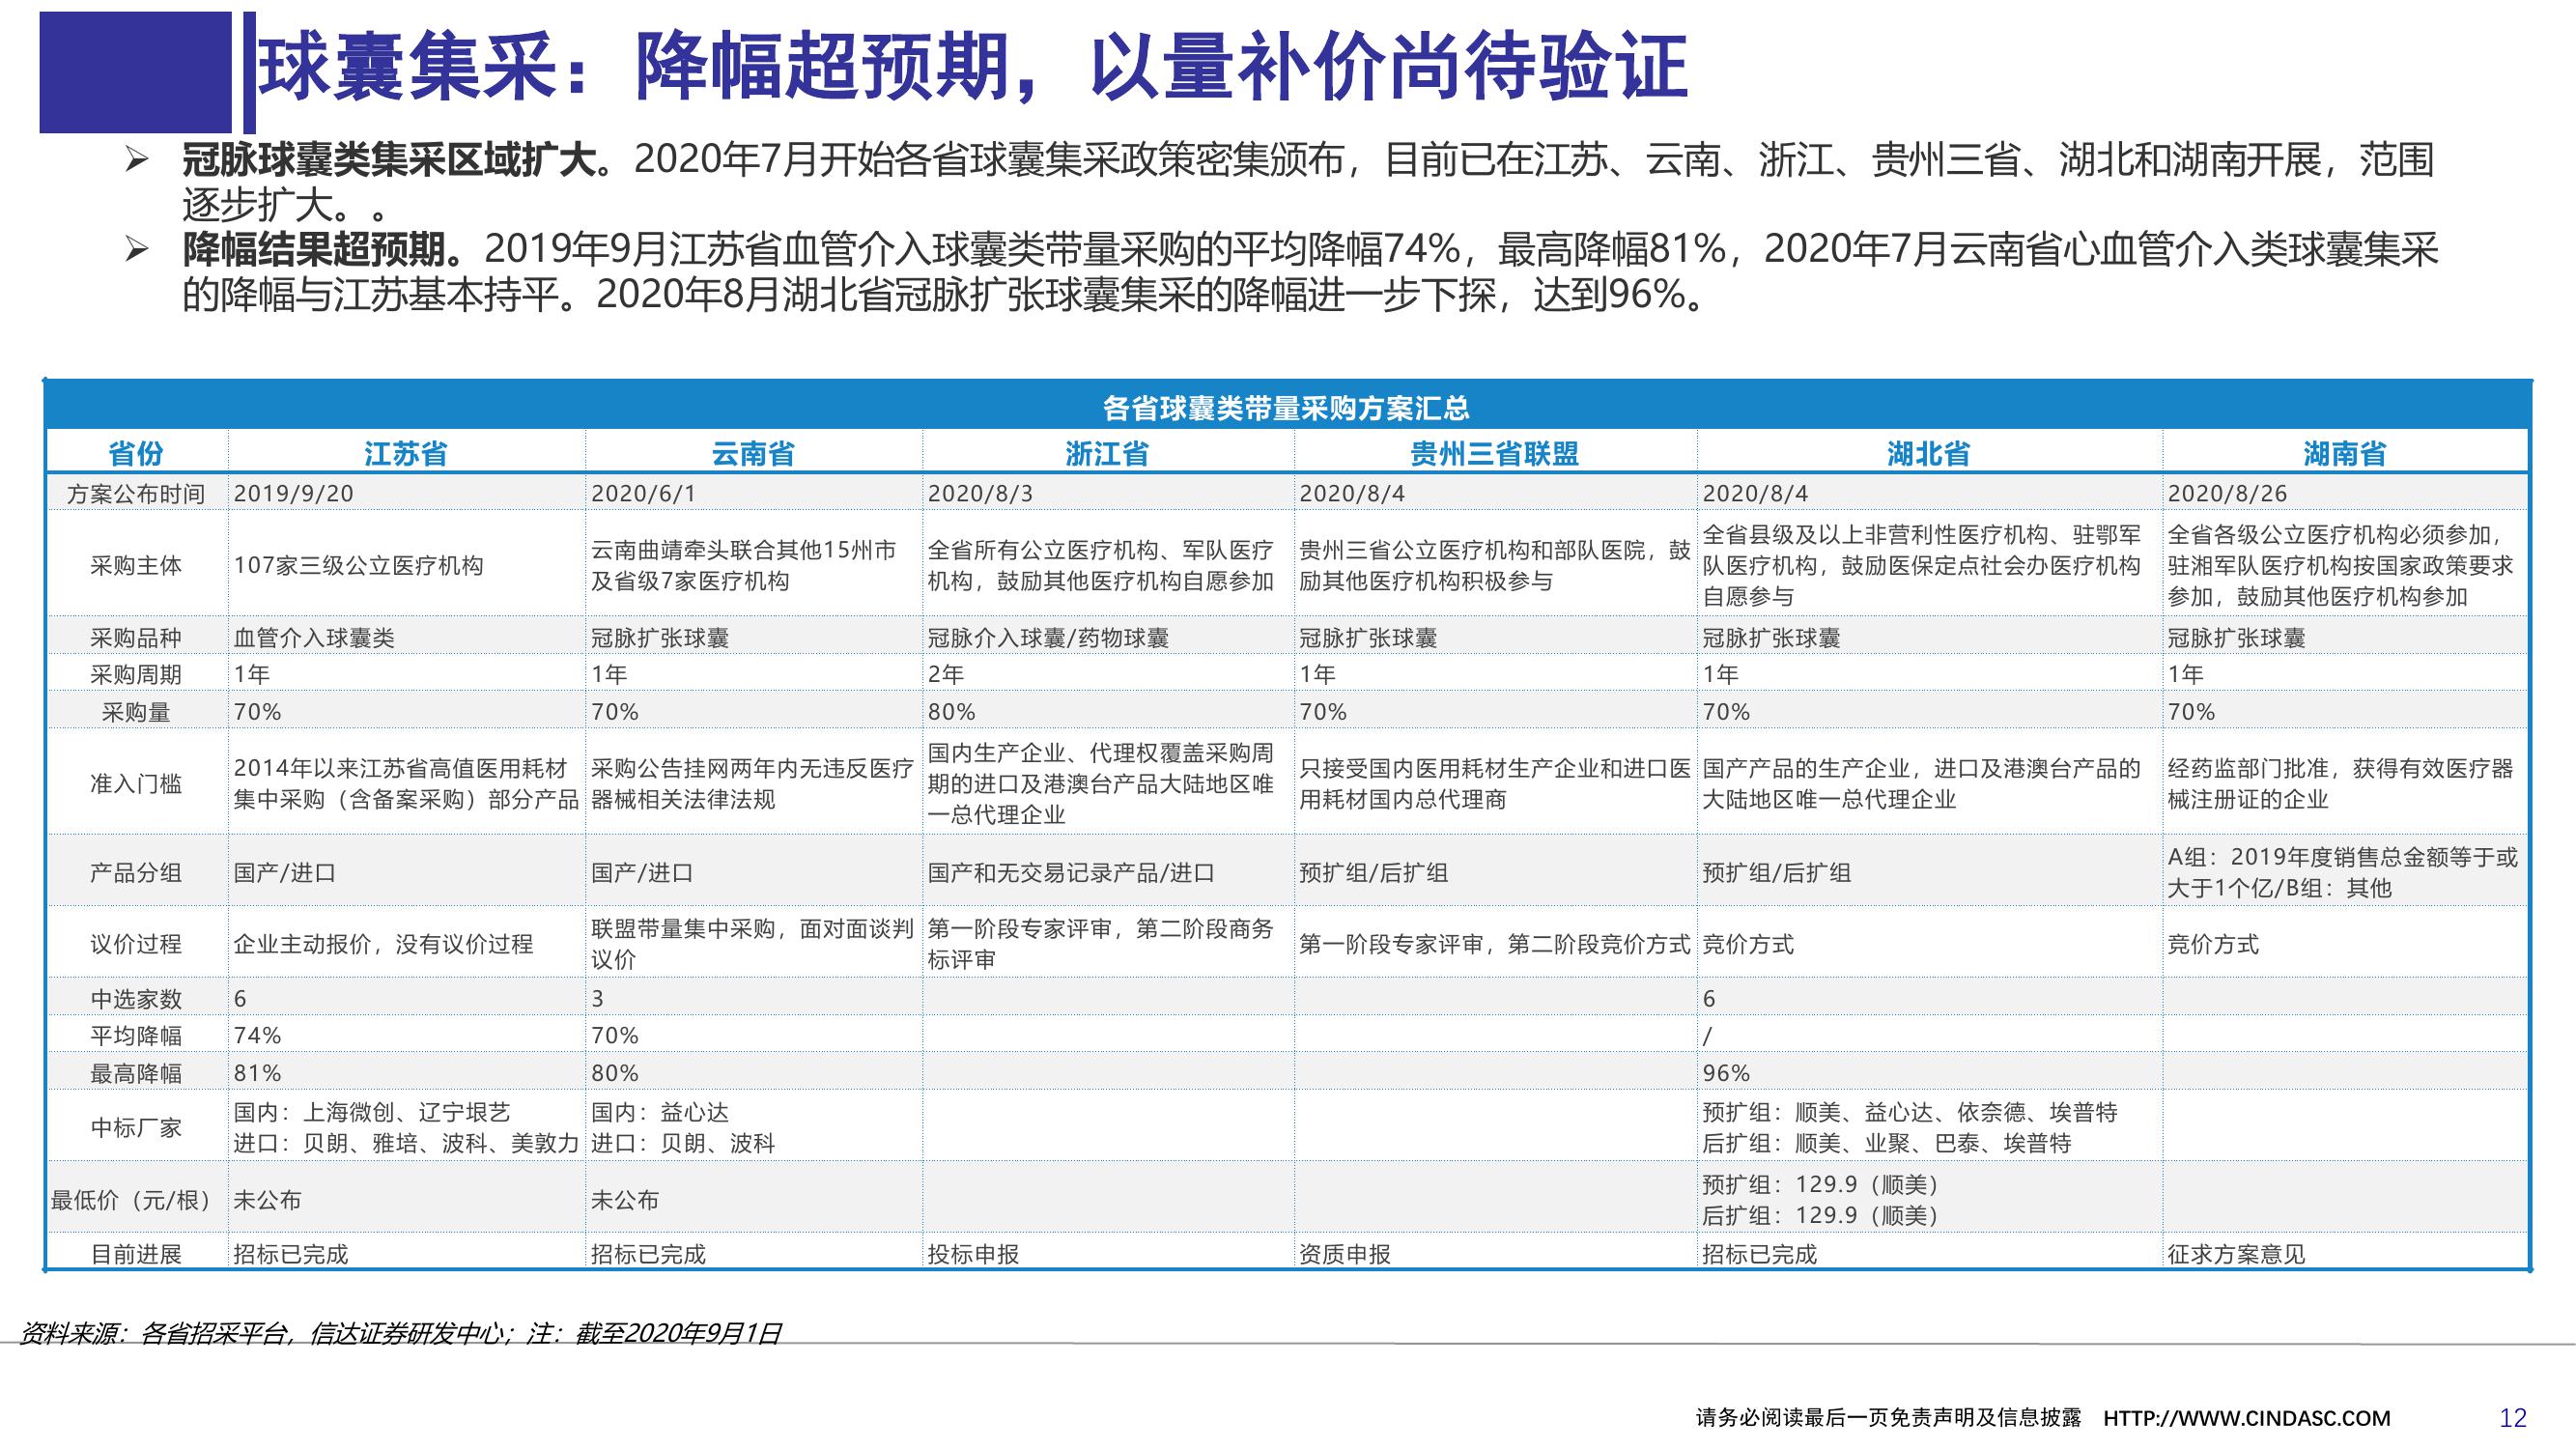 球囊集采：降幅超预期，以量补价尚待验证
➢ 冠脉球囊类集采区域扩大。2020年7月开始各省球囊集采政策密集颁布，目前已在江苏、云南、浙江、贵州三省、湖北和湖南开展，范围
逐步扩大。。
➢ 降幅结果超预期。2019年9月江苏省血管介入球囊类带量采购的平均降幅74%，最高降幅81%，2020年7月云南省心血管介入类球囊集采
的降幅与江苏基本持平。2020年8月湖北省冠脉扩张球囊集采的降幅进一步下探，达到96%。
各省球囊类带量采购方案汇总
省份 江苏省 云南省 浙江省 贵州三省联盟 湖北省 湖南省
方案公布时间 2019/9/20 2020/6/1 2020/8/3 2020/8/4 2020/8/4 2020/8/26
采购主体
107家三级公立医疗机构
云南曲靖牵头联合其他15州市
及省级7家医疗机构
全省所有公立医疗机构、军队医疗
机构，鼓励其他医疗机构自愿参加
贵州三省公立医疗机构和部队医院，鼓
励其他医疗机构积极参与
全省县级及以上非营利性医疗机构、驻鄂军
队医疗机构，鼓励医保定点社会办医疗机构
自愿参与
全省各级公立医疗机构必须参加，
驻湘军队医疗机构按国家政策要求
参加，鼓励其他医疗机构参加
采购品种 血管介入球囊类 冠脉扩张球囊 冠脉介入球囊/药物球囊 冠脉扩张球囊 冠脉扩张球囊 冠脉扩张球囊
采购周期 1年 1年 2年 1年 1年 1年
采购量 70% 70% 80% 70% 70% 70%
准入门槛
2014年以来江苏省高值医用耗材
集中采购（含备案采购）部分产品
采购公告挂网两年内无违反医疗
器械相关法律法规
国内生产企业、代理权覆盖采购周
期的进口及港澳台产品大陆地区唯
一总代理企业
只接受国内医用耗材生产企业和进口医
用耗材国内总代理商
国产产品的生产企业，进口及港澳台产品的
大陆地区唯一总代理企业
经药监部门批准，获得有效医疗器
械注册证的企业
产品分组 国产/进口 国产/进口 国产和无交易记录产品/进口 预扩组/后扩组 预扩组/后扩组
A组：2019年度销售总金额等于或
大于1个亿/B组：其他
议价过程
企业主动报价，没有议价过程
联盟带量集中采购，面对面谈判
议价
第一阶段专家评审，第二阶段商务
标评审
第一阶段专家评审，第二阶段竞价方式
竞价方式
竞价方式
中选家数 6 3 6
平均降幅 74% 70% /
最高降幅 81% 80% 96%
中标厂家
国内：上海微创、辽宁垠艺
进口：贝朗、雅培、波科、美敦力
国内：益心达
进口：贝朗、波科
预扩组：顺美、益心达、依奈德、埃普特
后扩组：顺美、业聚、巴泰、埃普特
最低价（元/根） 未公布 未公布
预扩组：129.9（顺美）
后扩组：129.9（顺美）
目前进展 招标已完成 招标已完成 投标申报 资质申报 招标已完成 征求方案意见
资料来源：各省招采平台，信达证券研发中心；注：截至2020年9月1日
请务必阅读最后一页免责声明及信息披露 HTTP://WWW.CINDASC.COM 12